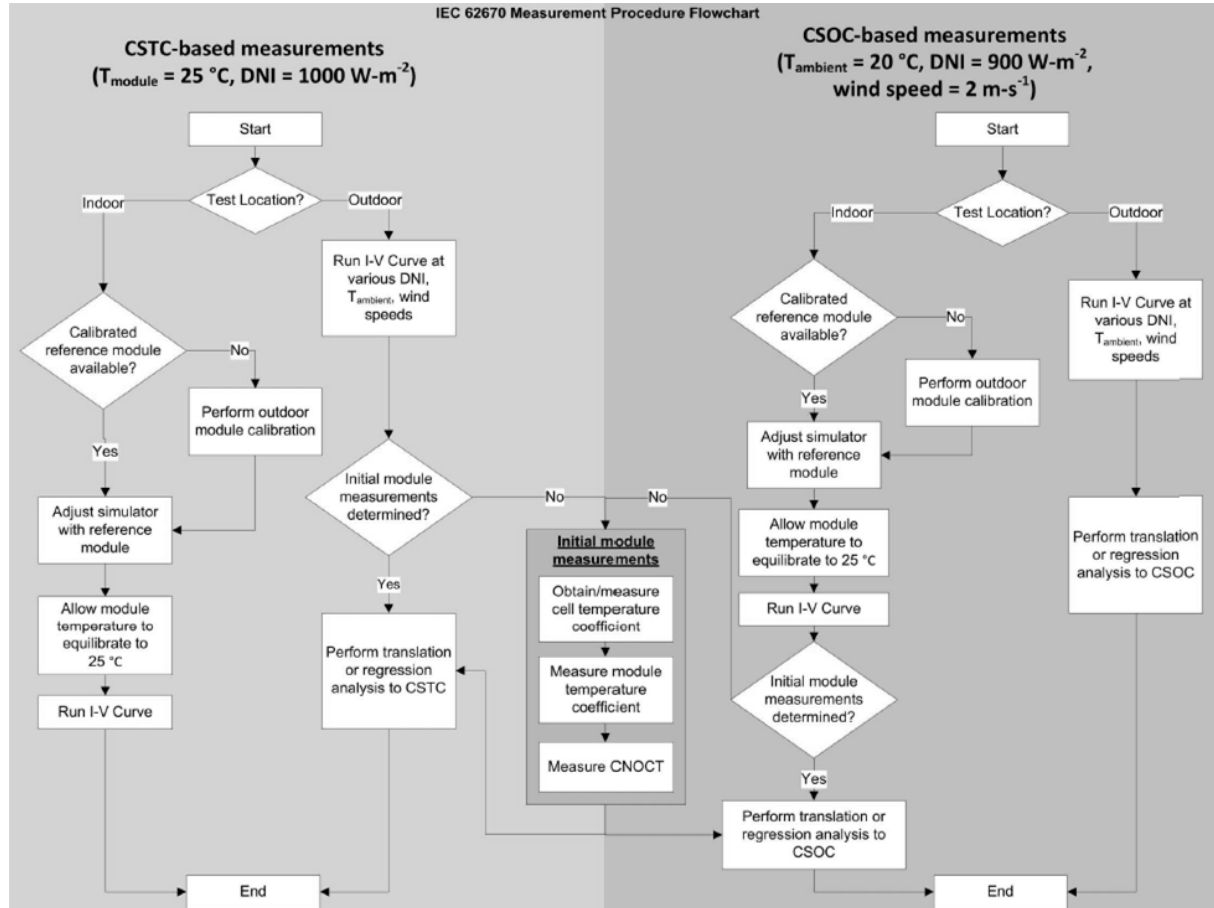 IEC 62670 Measurement Procedure Flowchart
CSTC-based measurements
(Tmodule = 25 °C, DNI = 1000 W-m-2)
Start
Test Location?
Indoor
Outdoor
Run I-V Curve at
various DNI,
Tambient, wind
speeds
Calibrated
reference module
available?
No
Perform outdoor
module calibration
Yes
Adjust simulator
with reference
module
Allow module
temperature to
equilibrate to
25 °C
Run I-V Curve
Initial module
measurements
determined?
No
Yes
Perform translation
or regression
analysis to CSTC
End
Initial module
measurements
Obtain/measure
cell temperature
coefficient
Measure module
temperature
coefficient
Measure CNOCT
CSOC-based measurements
(Tambient = 20 °C, DNI = 900 W-m-2,
wind speed = 2 m-s-1)
Start
Test Location?
Indoor
Outdoor
Calibrated
reference module
available?
No
Perform outdoor
module calibration
Yes
Adjust simulator
with reference
module
Allow module
temperature to
equilibrate to 25 °C
Run I-V Curve
Initial module
measurements
determined?
No
Yes
Perform translation or
regression analysis to
CSOC
Run I-V Curve at
various DNI,
Tambient, wind
speeds
Perform translation
or regression
analysis to CSOC
End